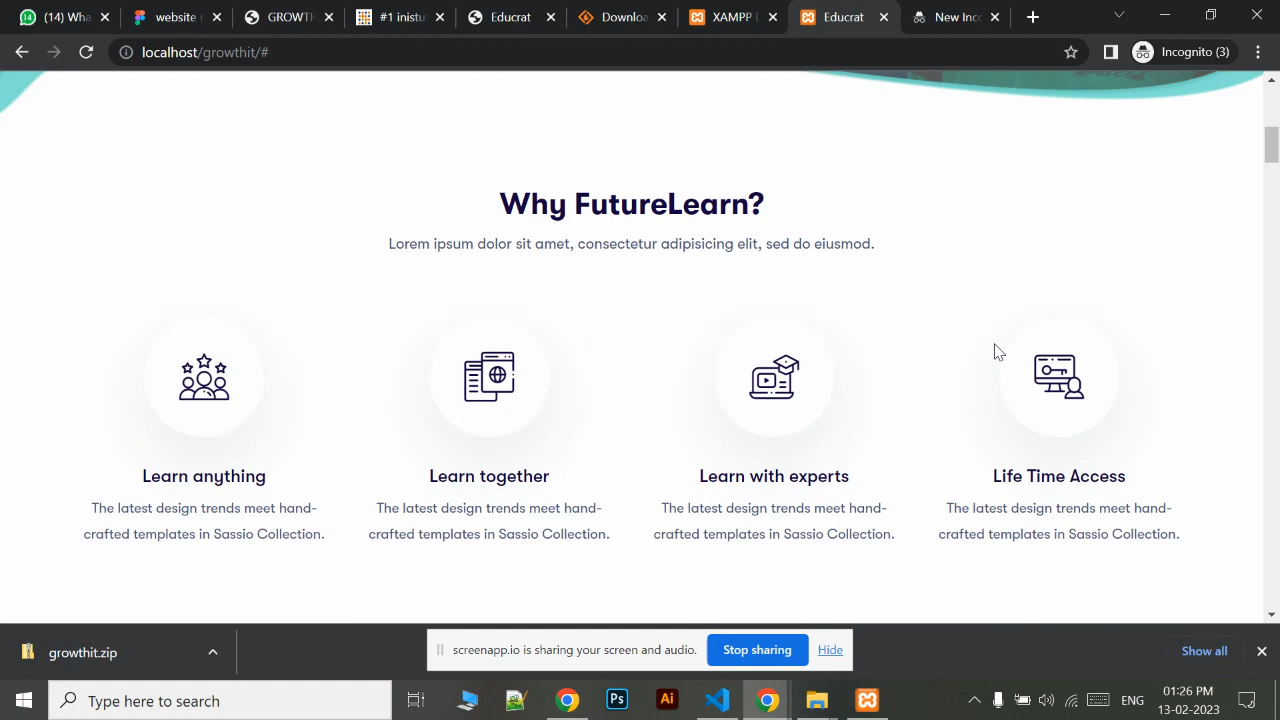 (14) Wha
website r
GROWTH
#1 inistu
Educrat
Downloa
XAMPP
Educrat
New Inco
localhost/growthit/#
Incognito (3)
Why FutureLearn?
Lorem ipsum dolor sit amet, consectetur adipisicing elit, sed do eiusmod.
Learn anything
The latest design trends meet hand-
crafted templates in Sassio Collection.
Learn together
The latest design trends meet hand-
crafted templates in Sassio Collection.
Learn with experts
The latest design trends meet hand-
crafted templates in Sassio Collection.
Life Time Access
The latest design trends meet hand-
crafted templates in Sassio Collection.
growthit.zip
screenapp.io is sharing your screen and audio.
Stop sharing
Hide
Show all
Type here to search
Ps
Ai
ENG
01:26 PM
13-02-2023